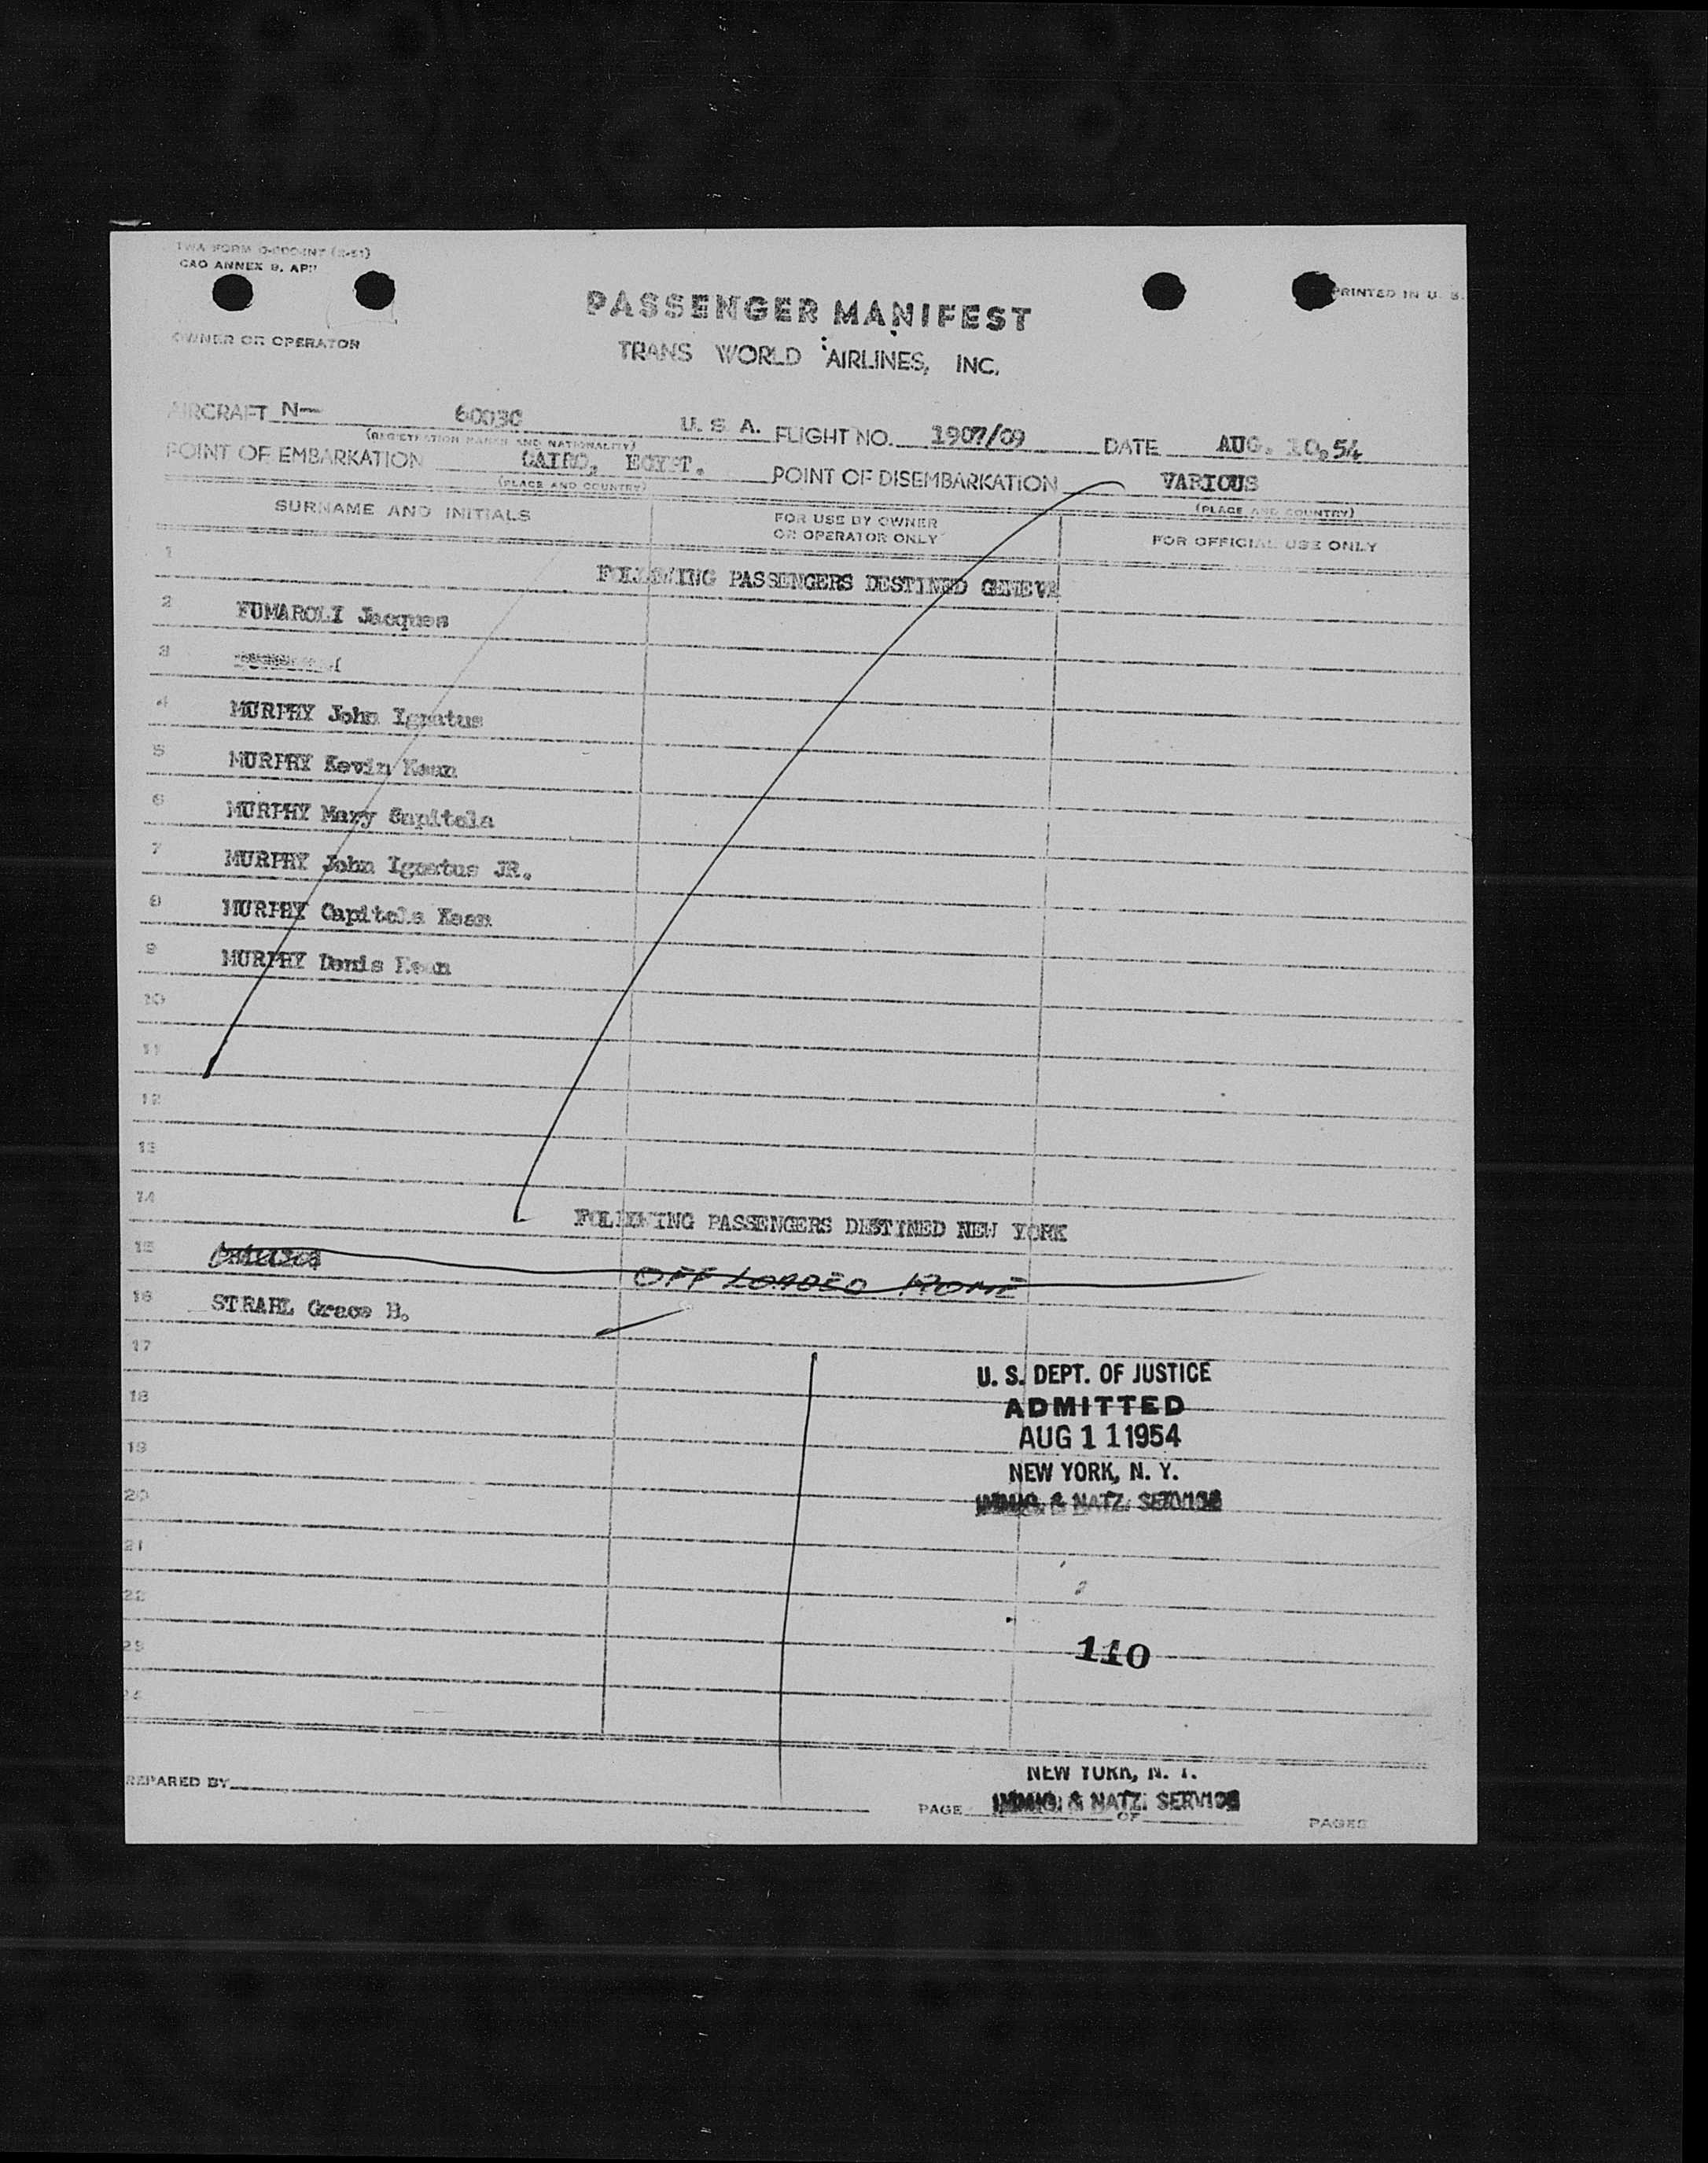 TWA FORM
CAO ANNEX 9, AP
PRINTED IN U. S.
PASSENGER MANIFEST
OWNER OR OPERATOR
TRANS WORLD AIRLINES, INC.
AIRCRAFT N— 6003C U. S. A. FLIGHT NO. 1907/09 DATE AUG. 10, 54
(REGISTRATION MARKS AND NATIONALITY)
POINT OF EMBARKATION CAIRO, EGYPT. POINT OF DISEMBARKATION VARIOUS
(PLACE AND COUNTRY) (PLACE AND COUNTRY)
SURNAME AND INITIALS FOR USE BY OWNER OR OPERATOR ONLY FOR OFFICIAL USE ONLY
1
FOLLOWING PASSENGERS DESTINED GENEVA
2 FUMAROLI Jacques
3
4 MURPHY John Ignatus
5 MURPHY Kevin Kean
6 MURPHY Mary Capitola
7 MURPHY John Ignatus JR.
8 MURPHY Capitola Kean
9 MURPHY Denis Kean
10
11
12
13
14
FOLLOWING PASSENGERS DESTINED NEW YORK
15 OFF LOADED ROME
16 STRAHL Grace H.
17
U. S. DEPT. OF JUSTICE
18 ADMITTED
AUG 11 1954
19
NEW YORK, N. Y.
20 IMMIG. & NATZ. SERVICE
21
22
23 110
24
NEW YORK, N. Y.
PREPARED BY
IMMIG. & NATZ. SERVICE
PAGE OF PAGES